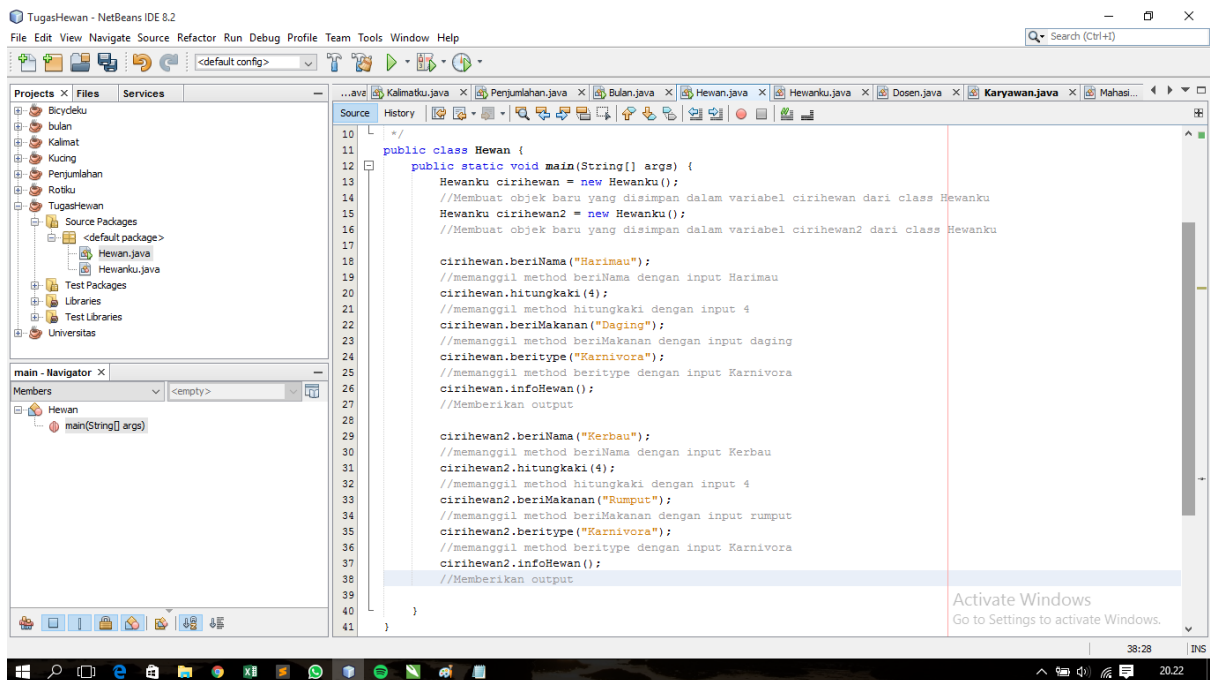 TugasHewan - NetBeans IDE 8.2
File Edit View Navigate Source Refactor Run Debug Profile Team Tools Window Help
Search (Ctrl+I)
<default config>
Projects Files Services
Bicycleku
bulan
Kalimat
Kucing
Penjumlahan
Rotiku
TugasHewan
Source Packages
<default package>
Hewan.java
Hewanku.java
Test Packages
Libraries
Test Libraries
Universitas
main - Navigator
Members <empty>
Hewan
main(String[] args)
...ava Kalimatku.java Penjumlahan.java Bulan.java Hewan.java Hewanku.java Dosen.java Karyawan.java Mahasi...
Source History
10 */
11 public class Hewan {
12 public static void main(String[] args) {
13 Hewanku cirihewan = new Hewanku();
14 //Membuat objek baru yang disimpan dalam variabel cirihewan dari class Hewanku
15 Hewanku cirihewan2 = new Hewanku();
16 //Membuat objek baru yang disimpan dalam variabel cirihewan2 dari class Hewanku
17
18 cirihewan.beriNama("Harimau");
19 //memanggil method beriNama dengan input Harimau
20 cirihewan.hitungkaki(4);
21 //memanggil method hitungkaki dengan input 4
22 cirihewan.beriMakanan("Daging");
23 //memanggil method beriMakanan dengan input daging
24 cirihewan.beritype("Karnivora");
25 //memanggil method beritype dengan input Karnivora
26 cirihewan.infoHewan();
27 //Memberikan output
28
29 cirihewan2.beriNama("Kerbau");
30 //memanggil method beriNama dengan input Kerbau
31 cirihewan2.hitungkaki(4);
32 //memanggil method hitungkaki dengan input 4
33 cirihewan2.beriMakanan("Rumput");
34 //memanggil method beriMakanan dengan input rumput
35 cirihewan2.beritype("Karnivora");
36 //memanggil method beritype dengan input Karnivora
37 cirihewan2.infoHewan();
38 //Memberikan output
39
40 }
41 }
Activate Windows
Go to Settings to activate Windows.
38:28 INS
20.22